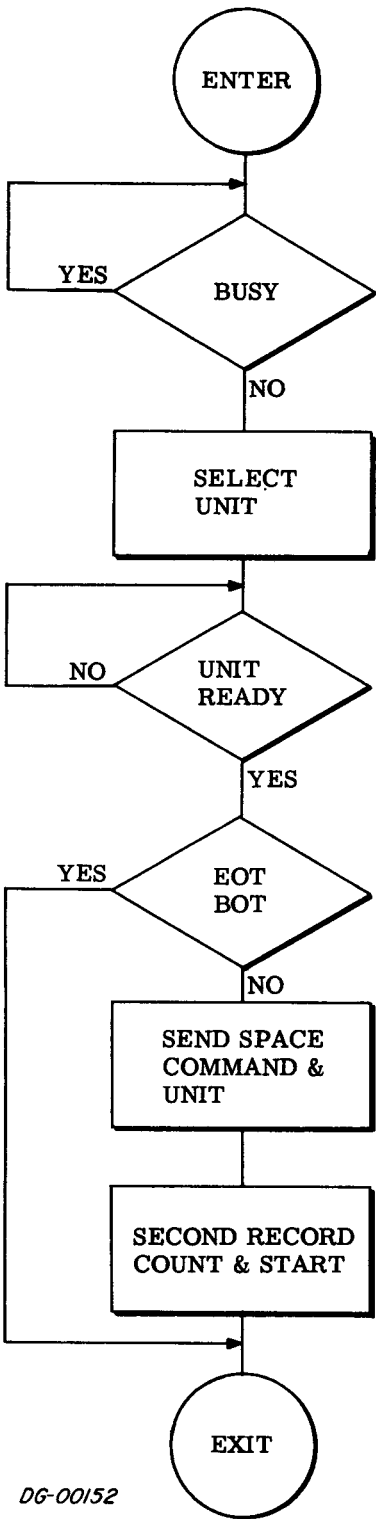 ENTER
YES
BUSY
NO
SELECT
UNIT
NO
UNIT
READY
YES
YES
EOT
BOT
NO
SEND SPACE
COMMAND &
UNIT
SECOND RECORD
COUNT & START
EXIT
DG-00152